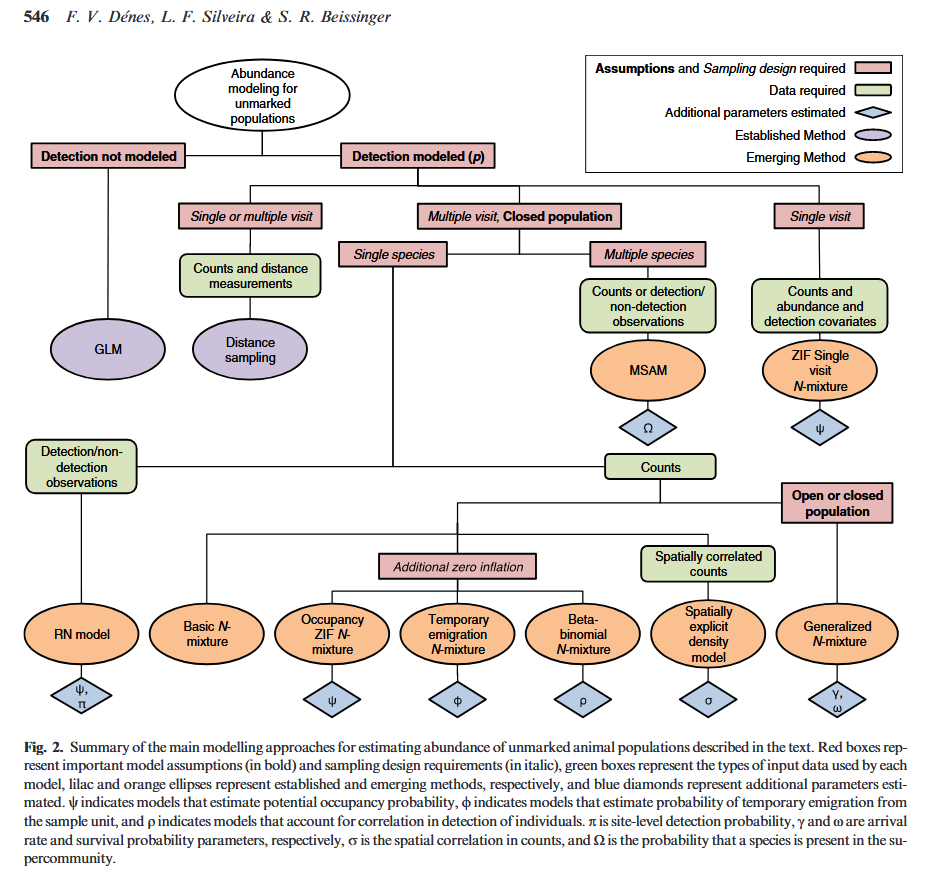 546 F. V. Dénes, L. F. Silveira & S. R. Beissinger
Abundance
modeling for
unmarked
populations
Assumptions and Sampling design required
Data required
Additional parameters estimated
Established Method
Emerging Method
Detection not modeled
Detection modeled (p)
Single or multiple visit
Multiple visit, Closed population
Single visit
Single species
Multiple species
Counts and distance
measurements
Counts or detection/
non-detection
observations
Counts and
abundance and
detection covariates
GLM
Distance
sampling
MSAM
ZIF Single
visit
N-mixture
Ω
ψ
Detection/non-
detection
observations
Counts
Open or closed
population
Additional zero inflation
Spatially correlated
counts
RN model
Basic N-
mixture
Occupancy
ZIF N-
mixture
Temporary
emigration
N-mixture
Beta-
binomial
N-mixture
Spatially
explicit
density
model
Generalized
N-mixture
ψ,
π
ψ
ϕ
ρ
σ
γ,
ω
Fig. 2. Summary of the main modelling approaches for estimating abundance of unmarked animal populations described in the text. Red boxes rep-
resent important model assumptions (in bold) and sampling design requirements (in italic), green boxes represent the types of input data used by each
model, lilac and orange ellipses represent established and emerging methods, respectively, and blue diamonds represent additional parameters esti-
mated. ψ indicates models that estimate potential occupancy probability, ϕ indicates models that estimate probability of temporary emigration from
the sample unit, and ρ indicates models that account for correlation in detection of individuals. π is site-level detection probability, γ and ω are arrival
rate and survival probability parameters, respectively, σ is the spatial correlation in counts, and Ω is the probability that a species is present in the su-
percommunity.